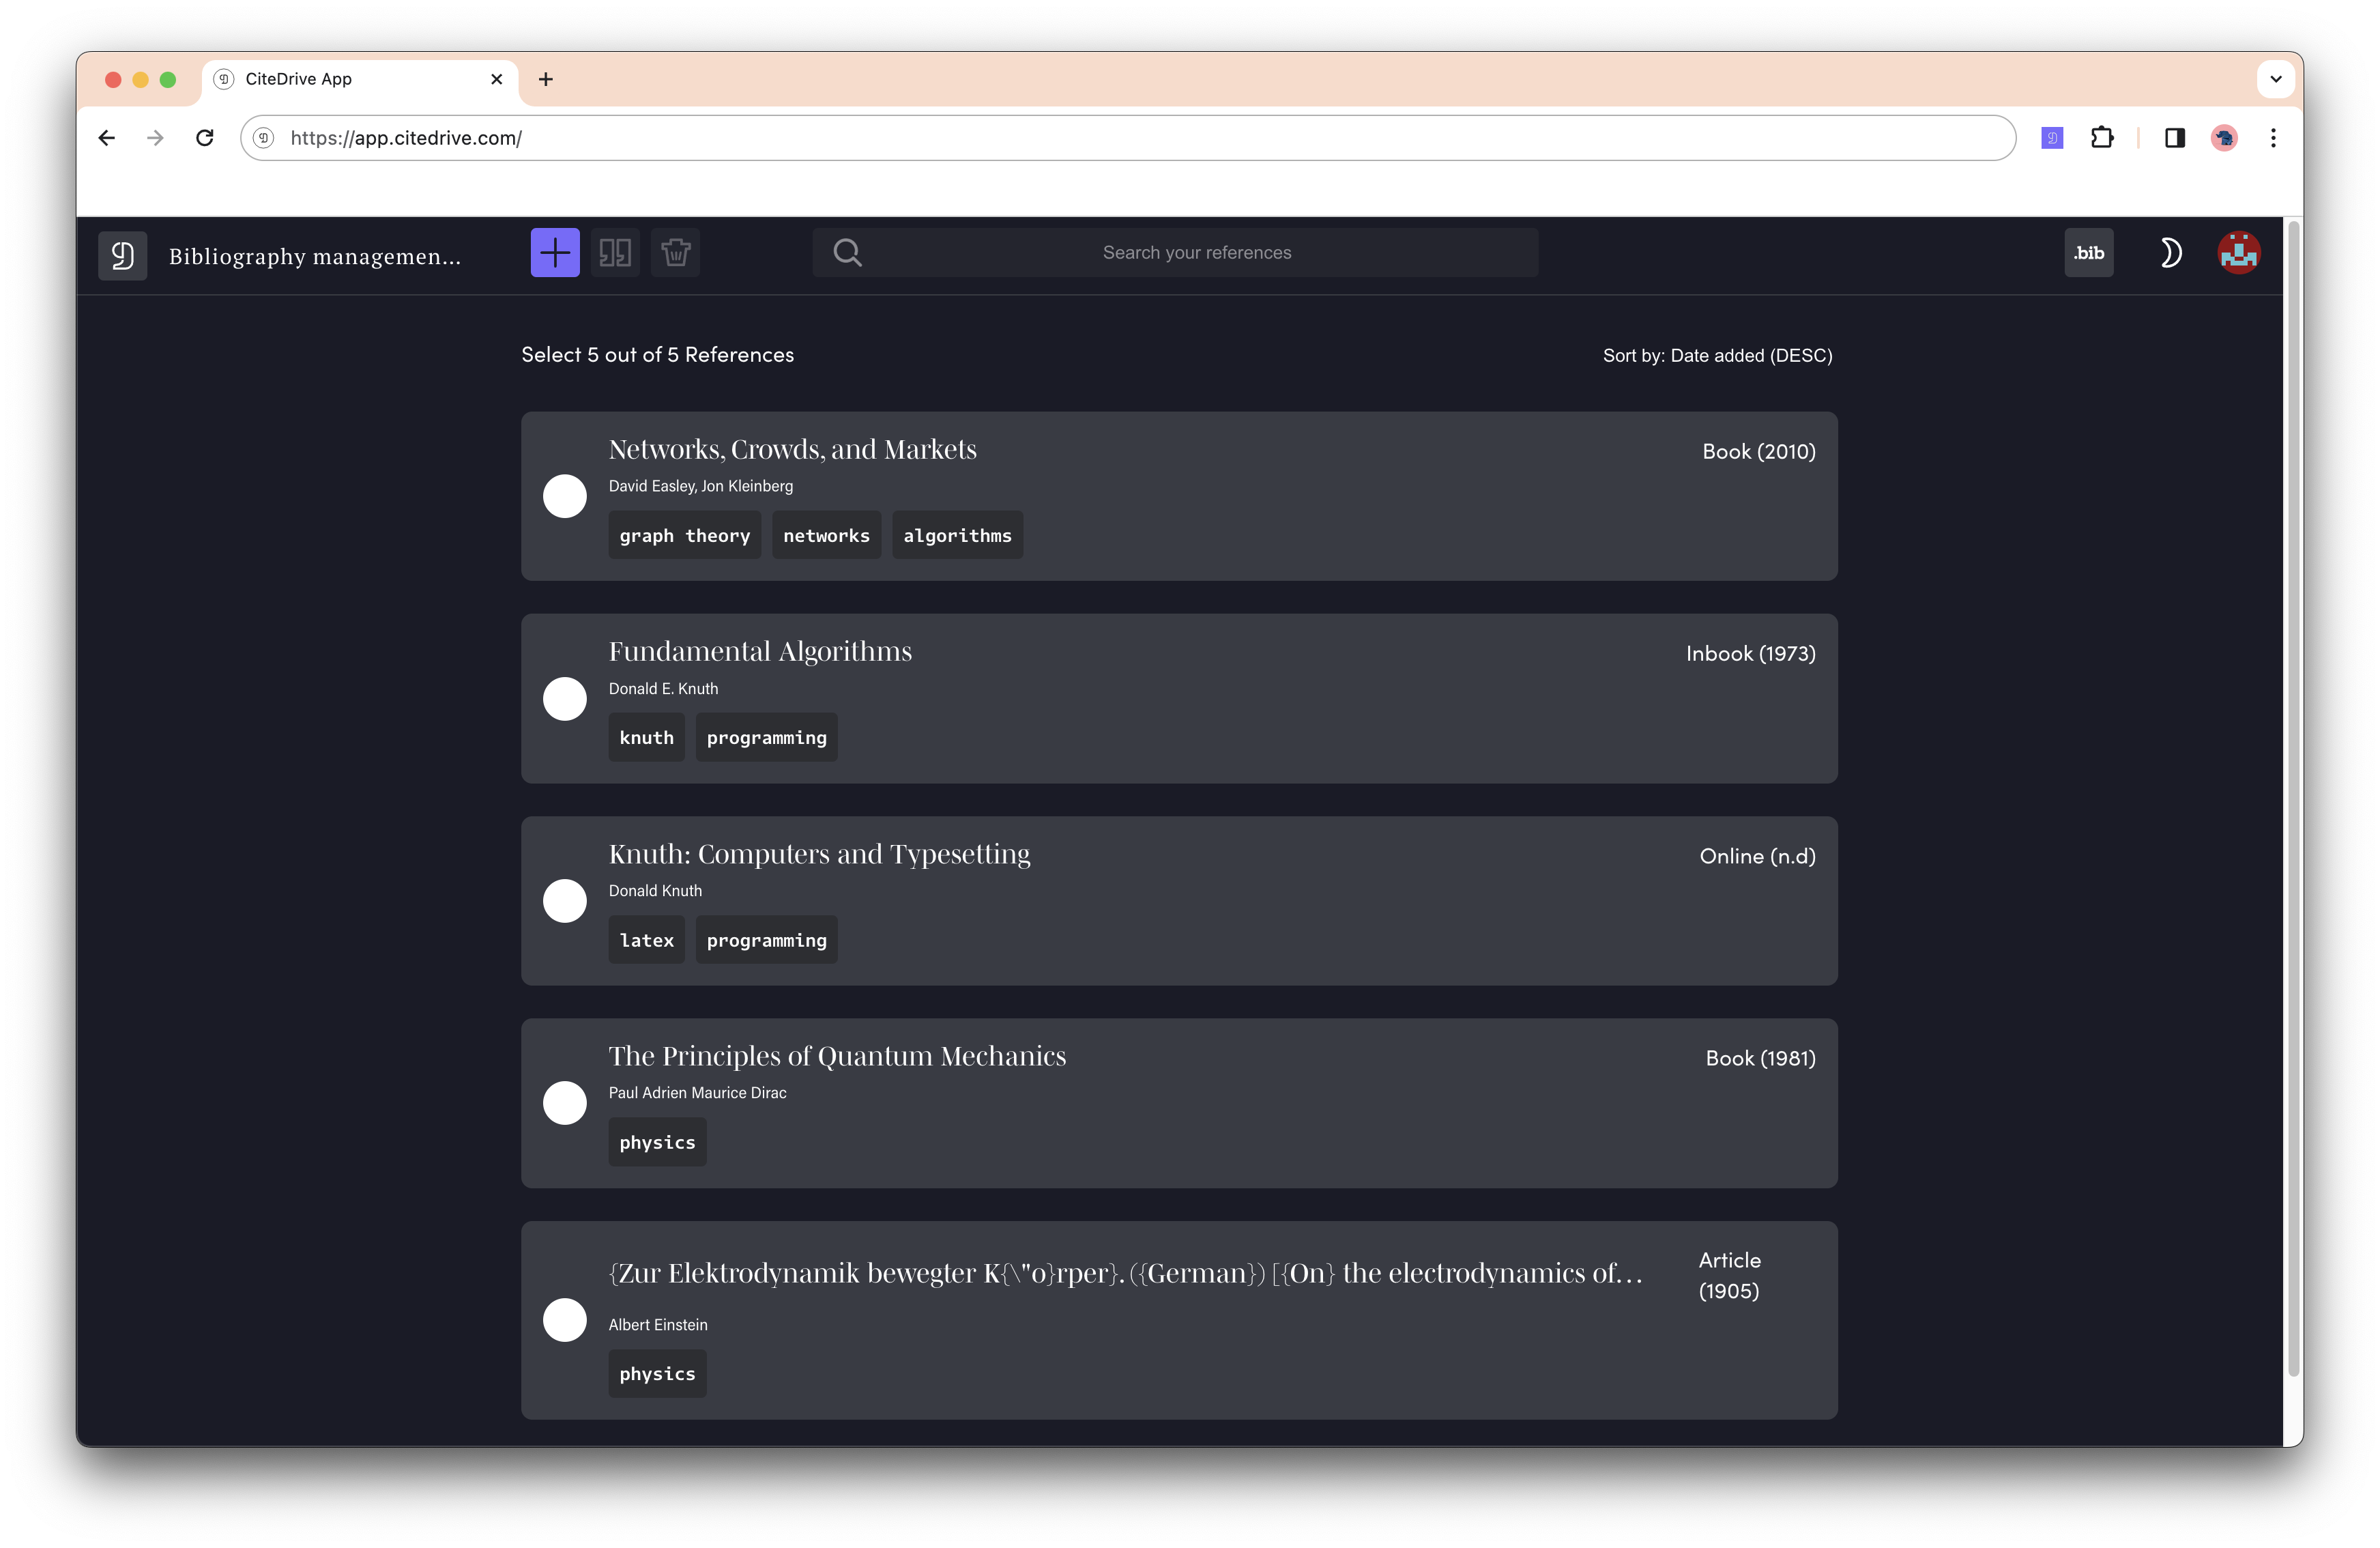 CiteDrive App
https://app.citedrive.com/
Bibliography managemen...
Search your references
.bib
Select 5 out of 5 References
Sort by: Date added (DESC)
Networks, Crowds, and Markets
Book (2010)
David Easley, Jon Kleinberg
graph theory networks algorithms
Fundamental Algorithms
Inbook (1973)
Donald E. Knuth
knuth programming
Knuth: Computers and Typesetting
Online (n.d)
Donald Knuth
latex programming
The Principles of Quantum Mechanics
Book (1981)
Paul Adrien Maurice Dirac
physics
{Zur Elektrodynamik bewegter K{\"o}rper}. ({German}) [{On} the electrodynamics of...
Article
(1905)
Albert Einstein
physics